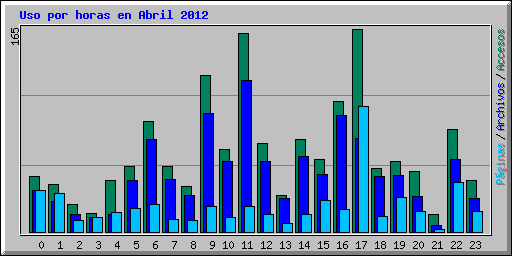 Uso por horas en Abril 2012
165
Páginas / Archivos / Accesos
0 1 2 3 4 5 6 7 8 9 10 11 12 13 14 15 16 17 18 19 20 21 22 23